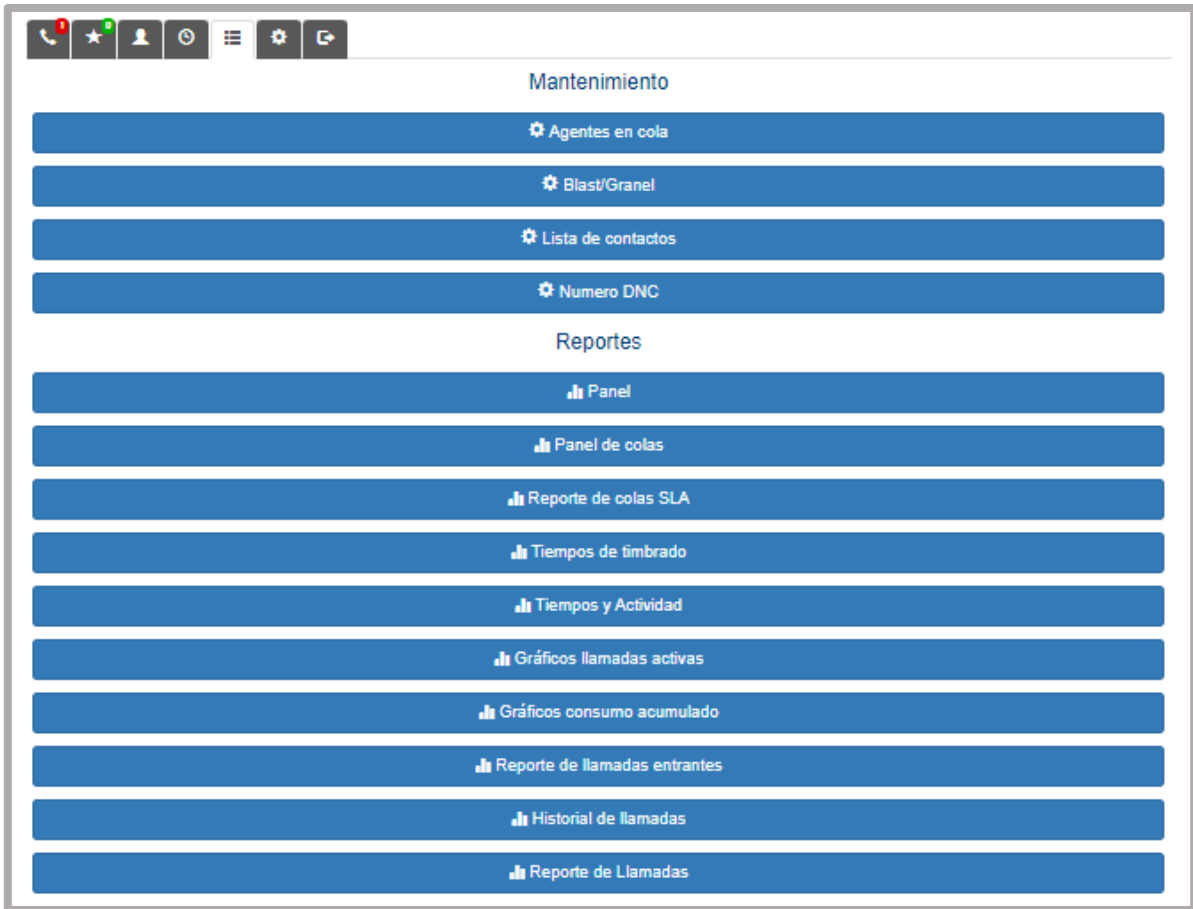 1
0
Mantenimiento
Agentes en cola
Blast/Granel
Lista de contactos
Numero DNC
Reportes
Panel
Panel de colas
Reporte de colas SLA
Tiempos de timbrado
Tiempos y Actividad
Gráficos llamadas activas
Gráficos consumo acumulado
Reporte de llamadas entrantes
Historial de llamadas
Reporte de Llamadas